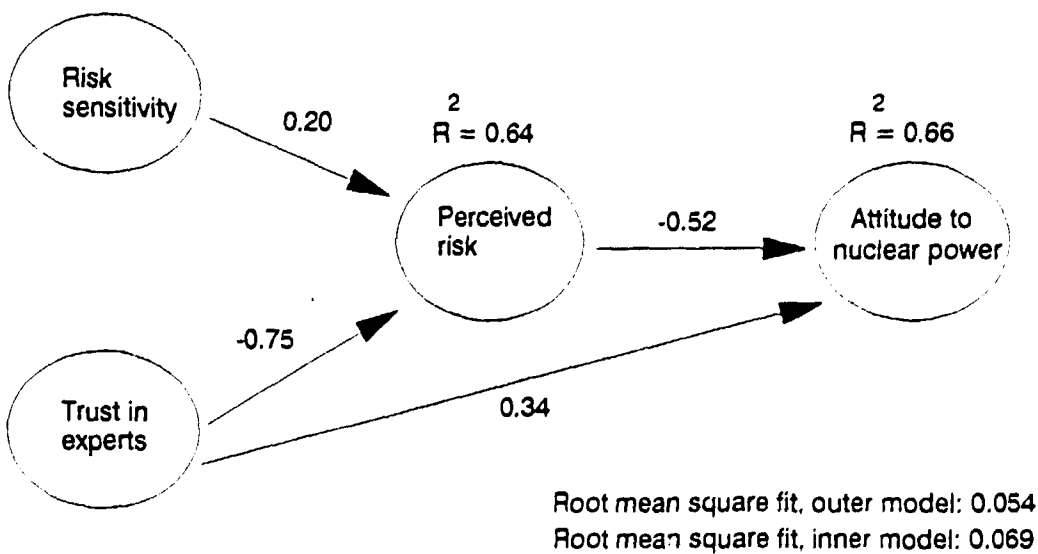 Risk
sensitivity
0.20
2
R = 0.64
2
R = 0.66
Perceived
risk
-0.52
Attitude to
nuclear power
-0.75
Trust in
experts
0.34
Root mean square fit, outer model: 0.054
Root mean square fit, inner model: 0.069